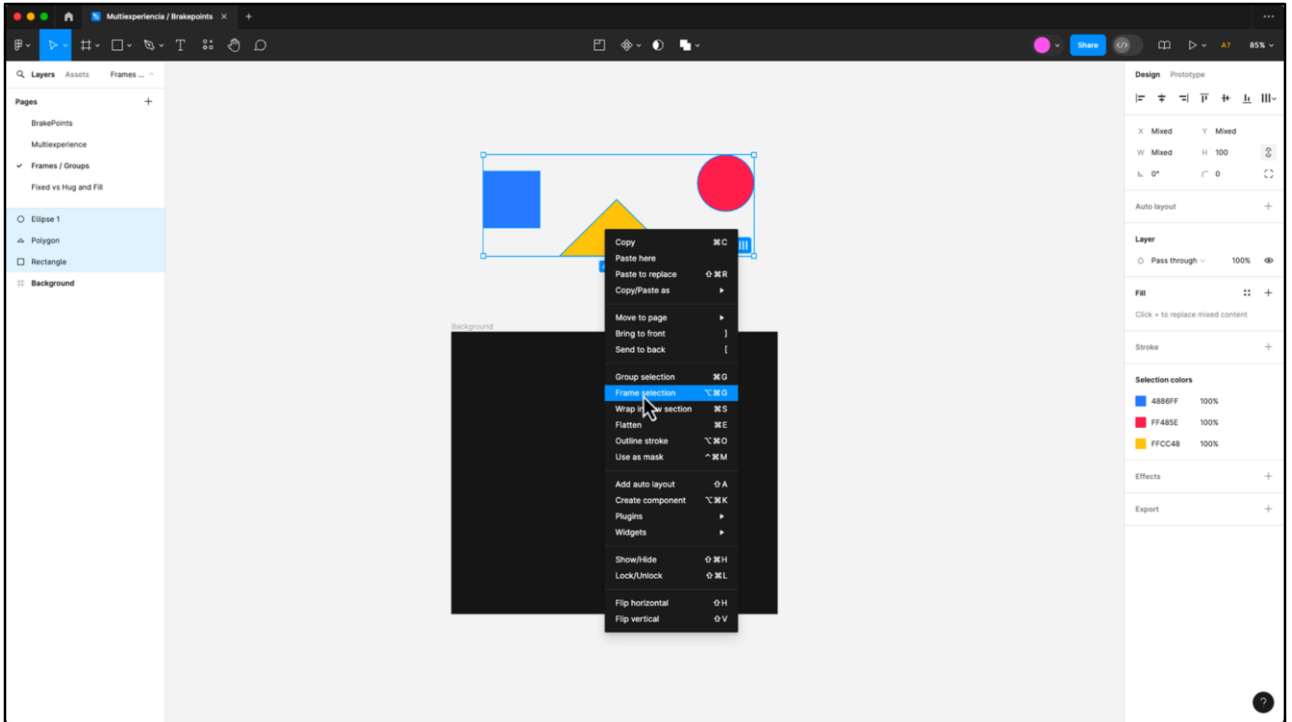 Multiexperiencia / Brakepoints
Share
A?
85%
Layers Assets Frames ...
Pages
BrakePoints
Multiexperience
Frames / Groups
Fixed vs Hug and Fill
Ellipse 1
Polygon
Rectangle
Background
Background
Copy ⌘C
Paste here
Paste to replace ⇧⌘R
Copy/Paste as
Move to page
Bring to front ]
Send to back [
Group selection ⌘G
Frame selection ⌥⌘G
Wrap in section ⌘S
Flatten ⌘E
Outline stroke ⌥⌘O
Use as mask ^⌘M
Add auto layout ⇧A
Create component ⌥⌘K
Plugins
Widgets
Show/Hide ⇧⌘H
Lock/Unlock ⇧⌘L
Flip horizontal ⇧H
Flip vertical ⇧V
Design Prototype
X Mixed Y Mixed
W Mixed H 100
0° 0
Auto layout
Layer
Pass through 100%
Fill
Click + to replace mixed content
Stroke
Selection colors
4886FF 100%
FF485E 100%
FFCC48 100%
Effects
Export
?